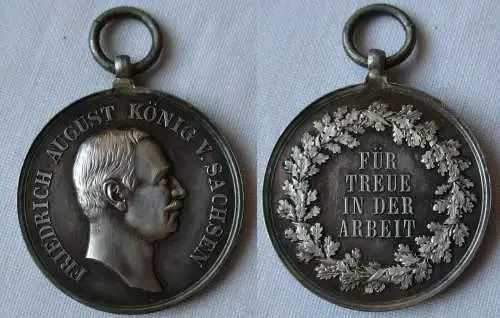 FRIEDRICH AUGUST KÖNIG V. SACHSEN
FÜR
TREUE
IN DER
ARBEIT